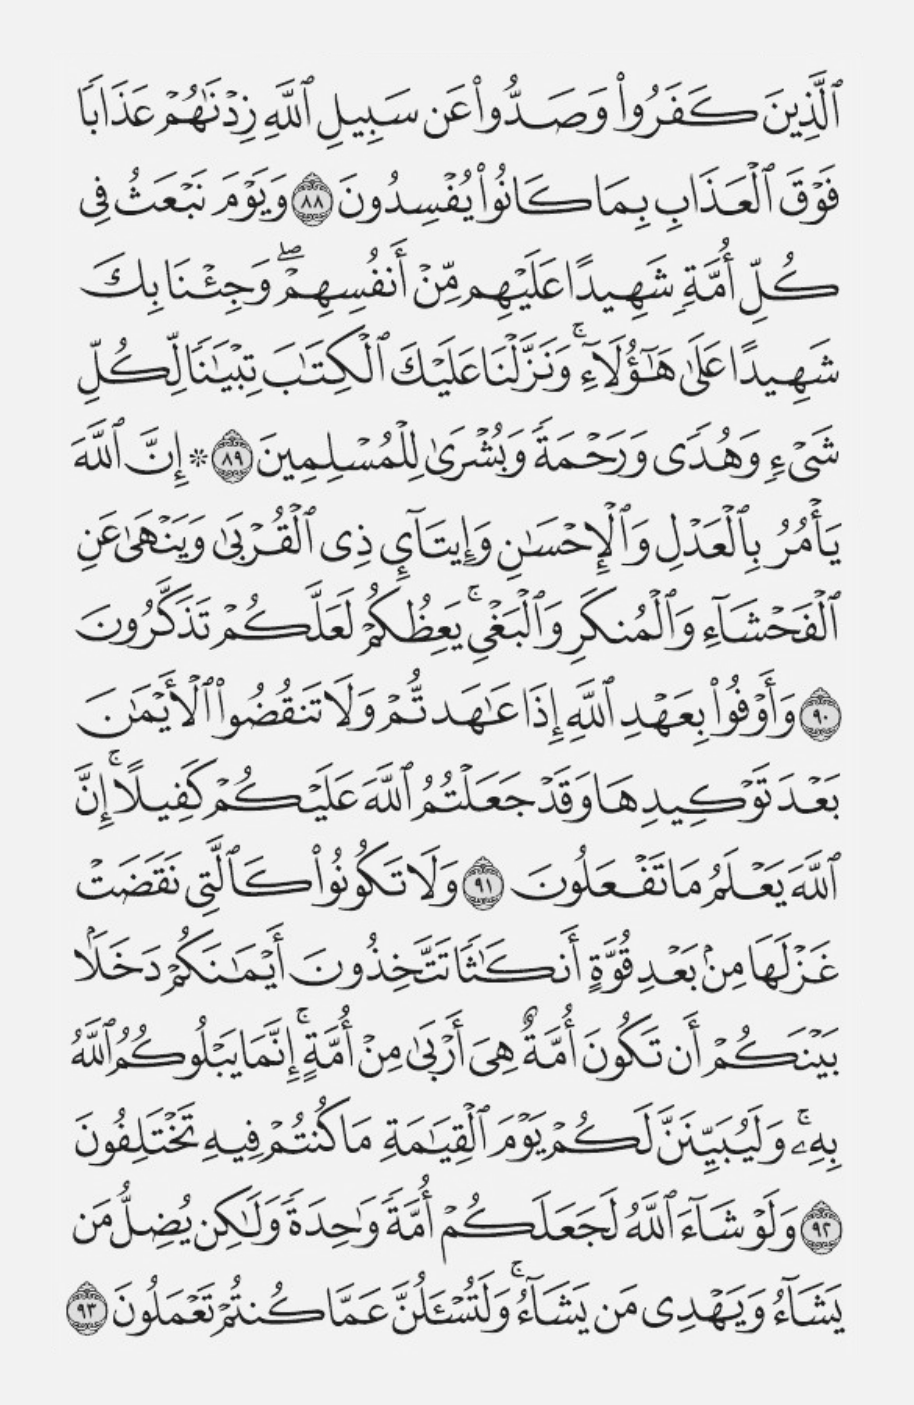 ٱلَّذِينَ كَفَرُواْ وَصَدُّواْ عَن سَبِيلِ ٱللَّهِ زِدْنَٰهُمْ عَذَابًا
فَوْقَ ٱلْعَذَابِ بِمَا كَانُواْ يُفْسِدُونَ ٨٨ وَيَوْمَ نَبْعَثُ فِى
كُلِّ أُمَّةٍ شَهِيدًا عَلَيْهِم مِّنْ أَنفُسِهِمْ ۖ وَجِئْنَا بِكَ
شَهِيدًا عَلَىٰ هَٰٓؤُلَآءِ ۚ وَنَزَّلْنَا عَلَيْكَ ٱلْكِتَٰبَ تِبْيَٰنًا لِّكُلِّ
شَىْءٍ وَهُدًى وَرَحْمَةً وَبُشْرَىٰ لِلْمُسْلِمِينَ ٨٩ ۞ إِنَّ ٱللَّهَ
يَأْمُرُ بِٱلْعَدْلِ وَٱلْإِحْسَٰنِ وَإِيتَآئِ ذِى ٱلْقُرْبَىٰ وَيَنْهَىٰ عَنِ
ٱلْفَحْشَآءِ وَٱلْمُنكَرِ وَٱلْبَغْىِ ۚ يَعِظُكُمْ لَعَلَّكُمْ تَذَكَّرُونَ
٩٠ وَأَوْفُواْ بِعَهْدِ ٱللَّهِ إِذَا عَٰهَدتُّمْ وَلَا تَنقُضُواْ ٱلْأَيْمَٰنَ
بَعْدَ تَوْكِيدِهَا وَقَدْ جَعَلْتُمُ ٱللَّهَ عَلَيْكُمْ كَفِيلًا ۚ إِنَّ
ٱللَّهَ يَعْلَمُ مَا تَفْعَلُونَ ٩١ وَلَا تَكُونُواْ كَٱلَّتِى نَقَضَتْ
غَزْلَهَا مِنۢ بَعْدِ قُوَّةٍ أَنكَٰثًا تَتَّخِذُونَ أَيْمَٰنَكُمْ دَخَلًۢا
بَيْنَكُمْ أَن تَكُونَ أُمَّةٌ هِىَ أَرْبَىٰ مِنْ أُمَّةٍ ۚ إِنَّمَا يَبْلُوكُمُ ٱللَّهُ
بِهِۦ ۚ وَلَيُبَيِّنَنَّ لَكُمْ يَوْمَ ٱلْقِيَٰمَةِ مَا كُنتُمْ فِيهِ تَخْتَلِفُونَ
٩٢ وَلَوْ شَآءَ ٱللَّهُ لَجَعَلَكُمْ أُمَّةً وَٰحِدَةً وَلَٰكِن يُضِلُّ مَن
يَشَآءُ وَيَهْدِى مَن يَشَآءُ ۚ وَلَتُسْـَٔلُنَّ عَمَّا كُنتُمْ تَعْمَلُونَ ٩٣